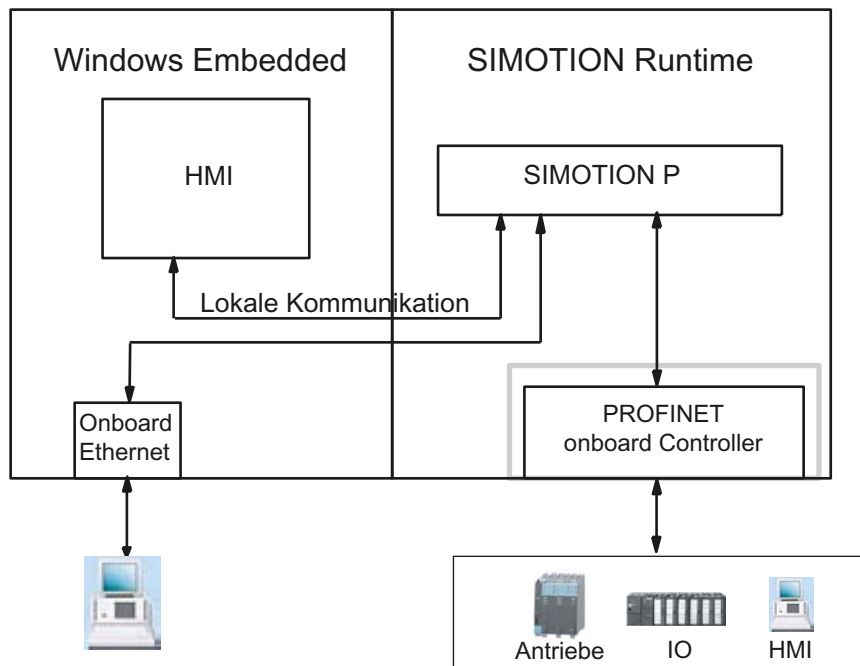 Windows Embedded
SIMOTION Runtime
HMI
SIMOTION P
Lokale Kommunikation
Onboard
Ethernet
PROFINET
onboard Controller
Antriebe
IO
HMI